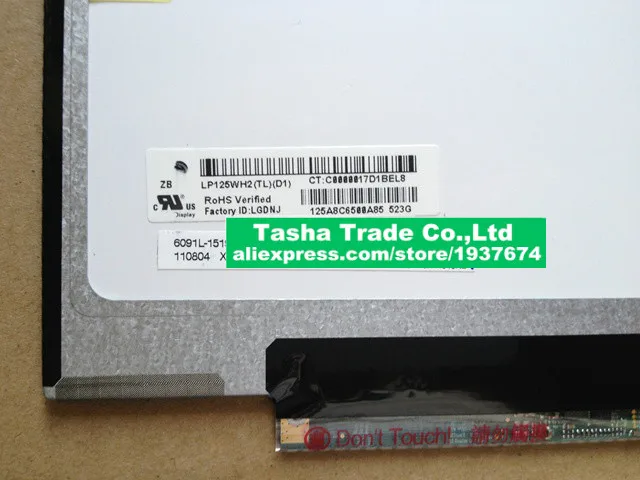 ZB
LP125WH2(TL)(D1)
CT:C0000017D1BEL8
RoHS Verified
Factory ID:LGDNJ
125A8C6500A85 523G
c US
Display
6091L-151
110804 X
Tasha Trade Co.,Ltd
aliexpress.com/store/1937674
Don't Touch!